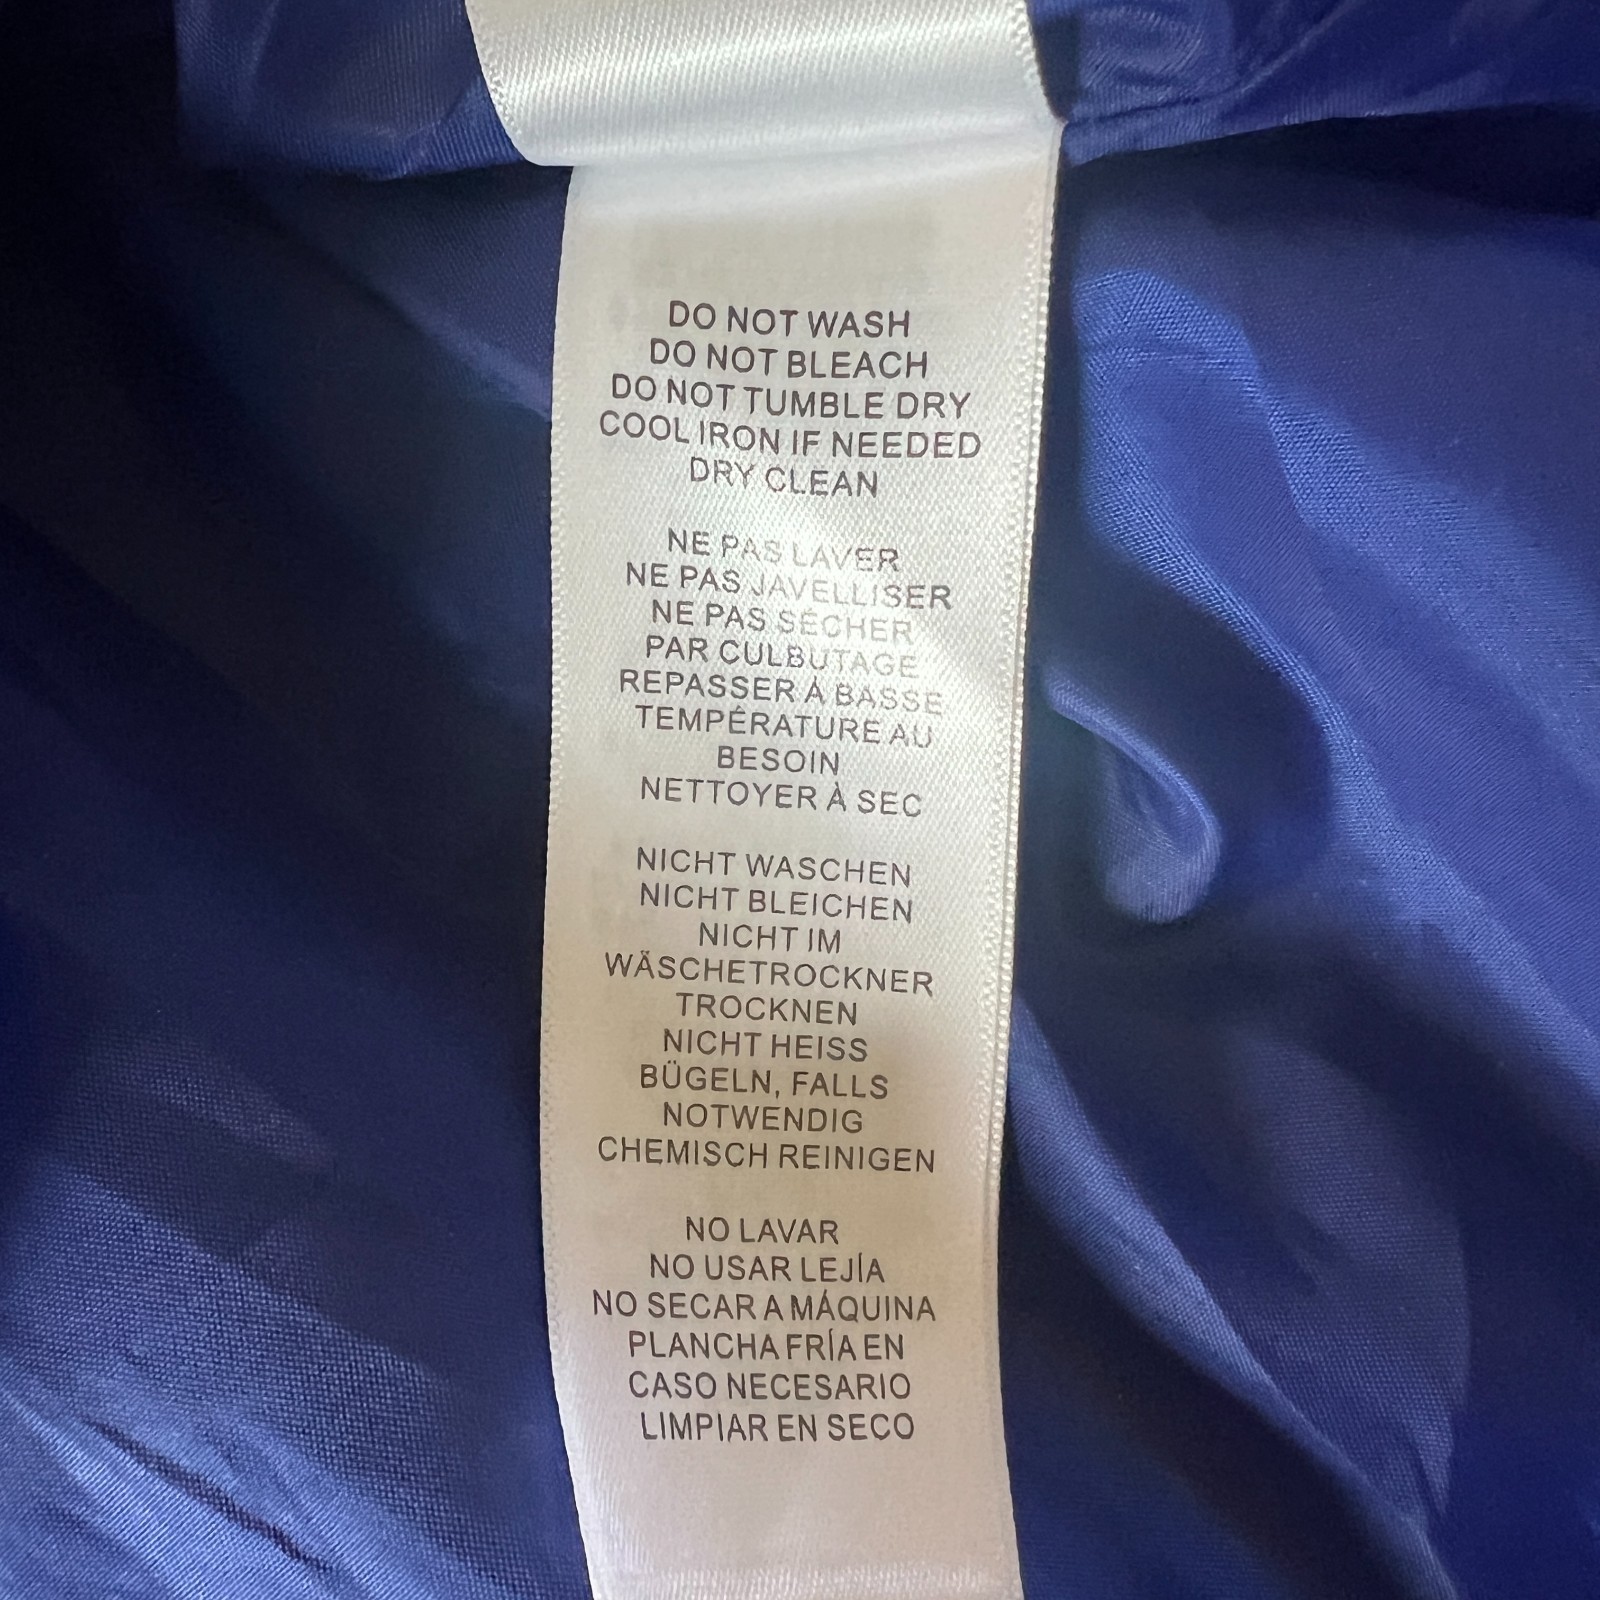 DO NOT WASH
DO NOT BLEACH
DO NOT TUMBLE DRY
COOL IRON IF NEEDED
DRY CLEAN
NE PAS LAVER
NE PAS JAVELLISER
NE PAS SÉCHER
PAR CULBUTAGE
REPASSER À BASSE
TEMPÉRATURE AU
BESOIN
NETTOYER À SEC
NICHT WASCHEN
NICHT BLEICHEN
NICHT IM
WÄSCHETROCKNER
TROCKNEN
NICHT HEISS
BÜGELN, FALLS
NOTWENDIG
CHEMISCH REINIGEN
NO LAVAR
NO USAR LEJÍA
NO SECAR A MÁQUINA
PLANCHA FRÍA EN
CASO NECESARIO
LIMPIAR EN SECO